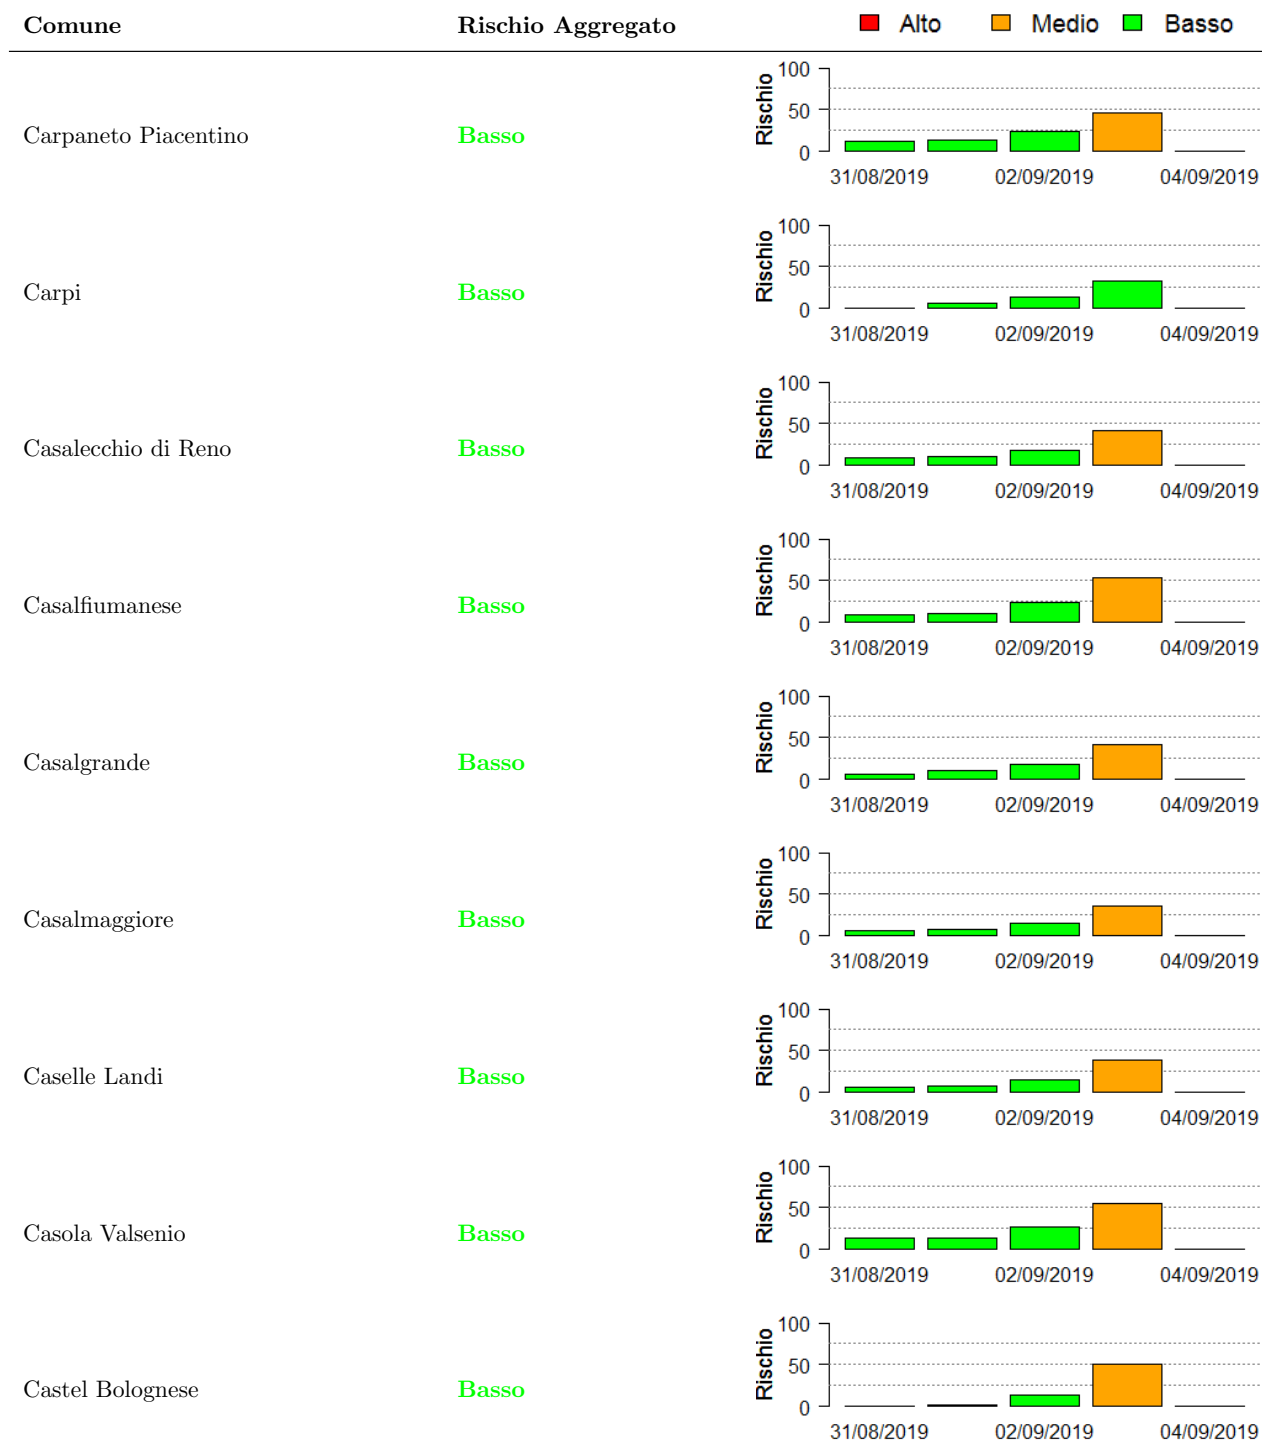 Comune Rischio Aggregato Alto Medio Basso
Carpaneto Piacentino Basso
Rischio
100
50
0
31/08/2019 02/09/2019 04/09/2019
Carpi Basso
Rischio
100
50
0
31/08/2019 02/09/2019 04/09/2019
Casalecchio di Reno Basso
Rischio
100
50
0
31/08/2019 02/09/2019 04/09/2019
Casalfiumanese Basso
Rischio
100
50
0
31/08/2019 02/09/2019 04/09/2019
Casalgrande Basso
Rischio
100
50
0
31/08/2019 02/09/2019 04/09/2019
Casalmaggiore Basso
Rischio
100
50
0
31/08/2019 02/09/2019 04/09/2019
Caselle Landi Basso
Rischio
100
50
0
31/08/2019 02/09/2019 04/09/2019
Casola Valsenio Basso
Rischio
100
50
0
31/08/2019 02/09/2019 04/09/2019
Castel Bolognese Basso
Rischio
100
50
0
31/08/2019 02/09/2019 04/09/2019